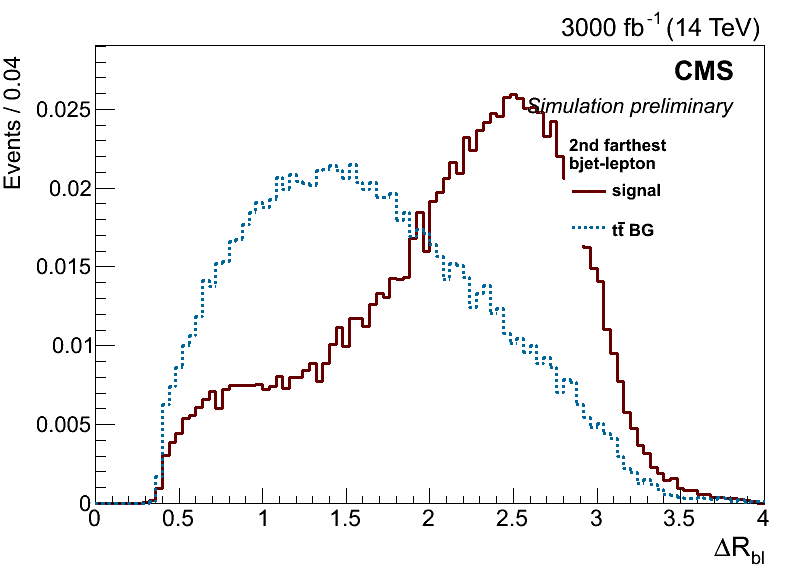 3000 fb⁻¹ (14 TeV)
Events / 0.04
CMS
Simulation preliminary
2nd farthest
bjet-lepton
signal
tt̄ BG
0.025
0.02
0.015
0.01
0.005
0
0 0.5 1 1.5 2 2.5 3 3.5 4
ΔR_bl